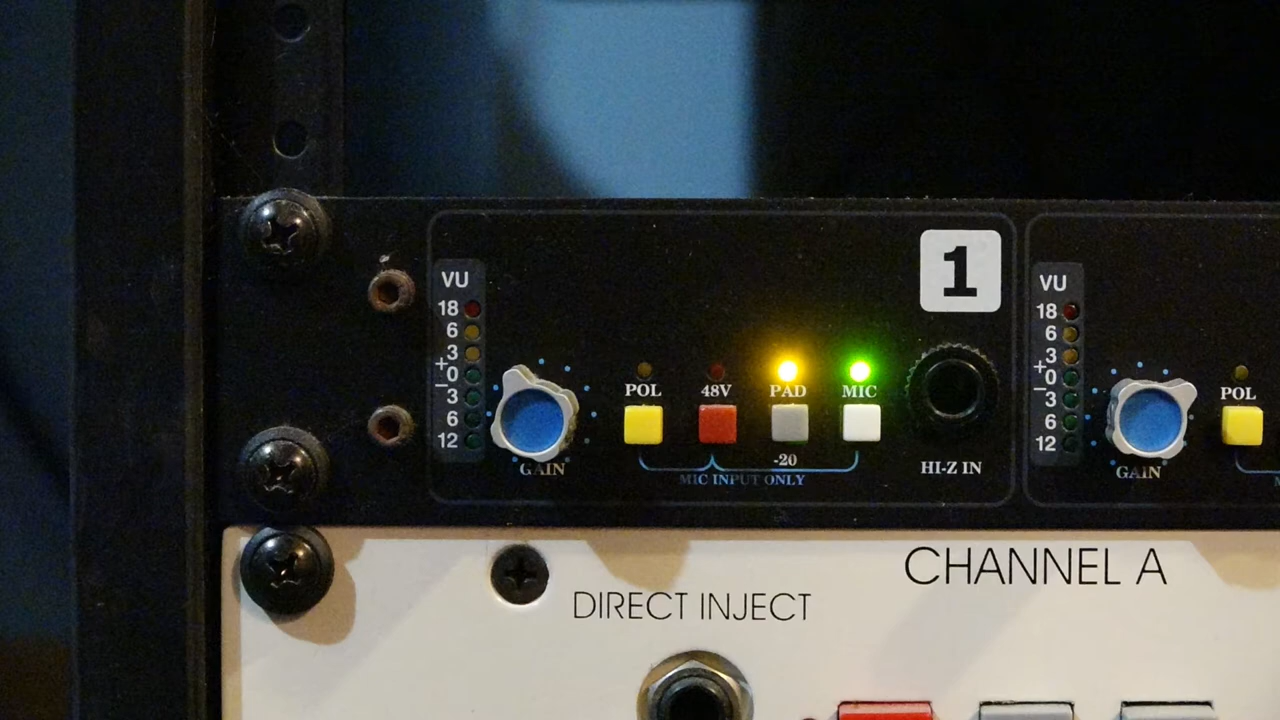 VU
18
6
3
+
0
−
3
6
12
GAIN
POL
48V
PAD
MIC
-20
MIC INPUT ONLY
1
HI-Z IN
VU
18
6
3
+
0
−
3
6
12
GAIN
POL
CHANNEL A
DIRECT INJECT